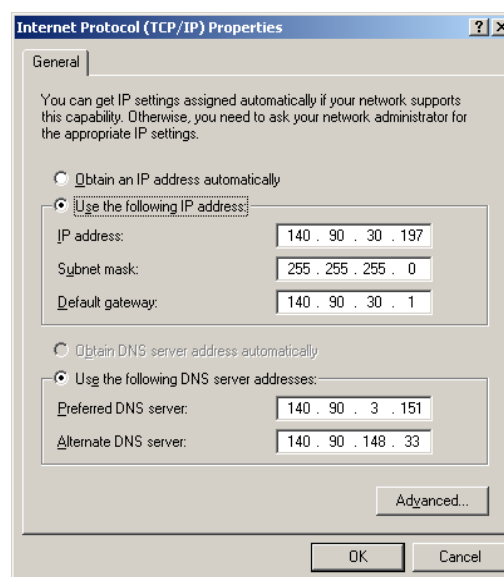 Internet Protocol (TCP/IP) Properties
General
You can get IP settings assigned automatically if your network supports
this capability. Otherwise, you need to ask your network administrator for
the appropriate IP settings.
Obtain an IP address automatically
Use the following IP address:
IP address: 140 . 90 . 30 . 197
Subnet mask: 255 . 255 . 255 . 0
Default gateway: 140 . 90 . 30 . 1
Obtain DNS server address automatically
Use the following DNS server addresses:
Preferred DNS server: 140 . 90 . 3 . 151
Alternate DNS server: 140 . 90 . 148 . 33
Advanced...
OK Cancel